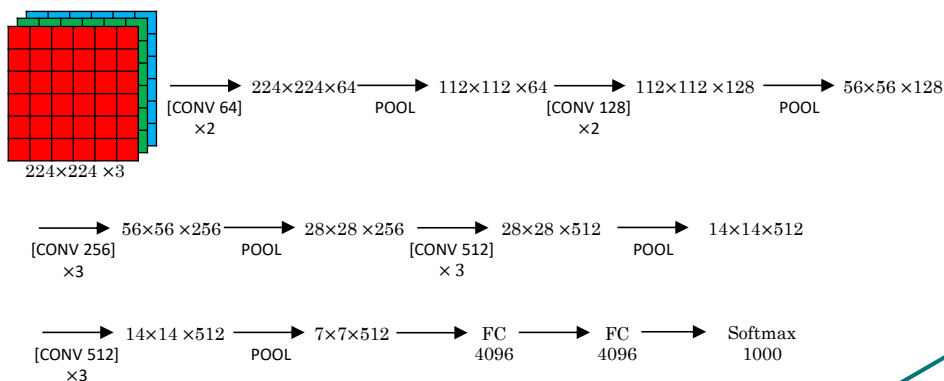 224×224×64 112×112 ×64 112×112 ×128 56×56 ×128
[CONV 64] POOL [CONV 128] POOL
×2 ×2
224×224 ×3
56×56 ×256 28×28 ×256 28×28 ×512 14×14×512
[CONV 256] POOL [CONV 512] POOL
×3 × 3
14×14 ×512 7×7×512 FC FC Softmax
[CONV 512] POOL 4096 4096 1000
×3